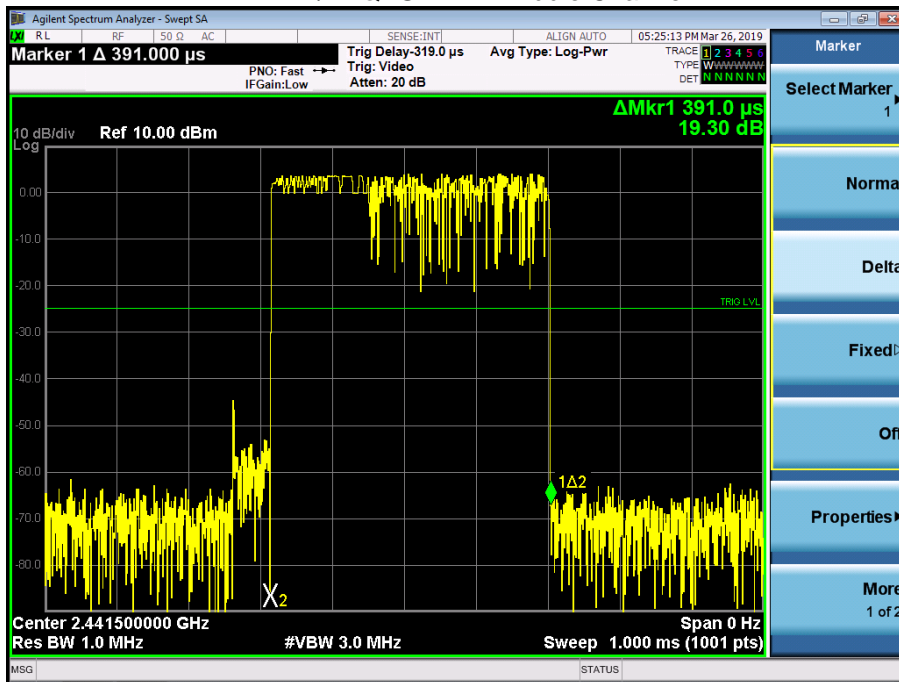 Agilent Spectrum Analyzer - Swept SA
LXI RL RF 50 Ω AC SENSE:INT ALIGN AUTO 05:25:13 PM Mar 26, 2019
Marker 1 Δ 391.000 µs
PNO: Fast
IFGain:Low
Trig Delay-319.0 µs
Trig: Video
Atten: 20 dB
Avg Type: Log-Pwr
TRACE 1 2 3 4 5 6
TYPE WWWWWW
DET N N N N N N
ΔMkr1 391.0 µs
19.30 dB
10 dB/div Ref 10.00 dBm
Log
0.00
-10.0
-20.0
TRIG LVL
-30.0
-40.0
-50.0
-60.0
1Δ2
-70.0
-80.0
X2
Center 2.441500000 GHz Span 0 Hz
Res BW 1.0 MHz #VBW 3.0 MHz Sweep 1.000 ms (1001 pts)
MSG STATUS
Marker
Select Marker
1
Norma
Delta
Fixed
Off
Properties
More
1 of 2